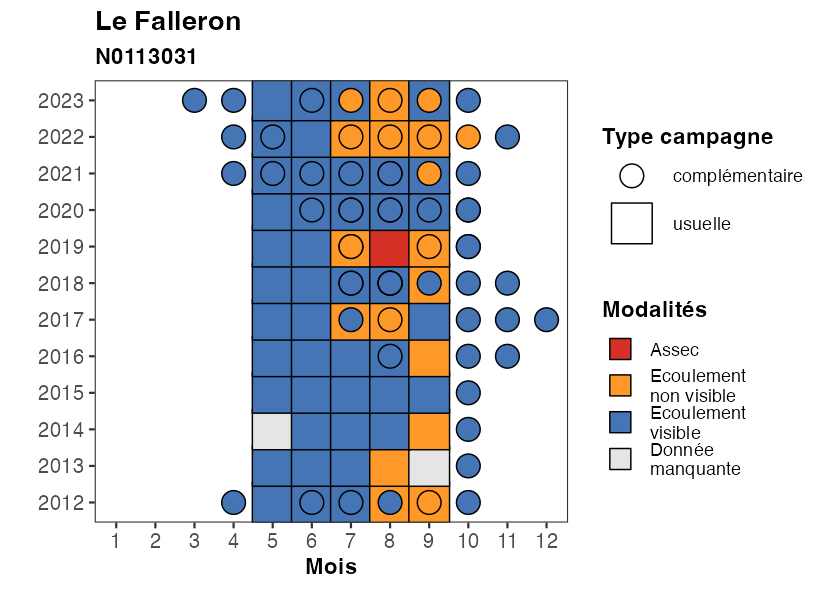 Le Falleron
N0113031
2023
2022
2021
2020
2019
2018
2017
2016
2015
2014
2013
2012
1 2 3 4 5 6 7 8 9 10 11 12
Mois
Type campagne
complémentaire
usuelle
Modalités
Assec
Ecoulement
non visible
Ecoulement
visible
Donnée
manquante